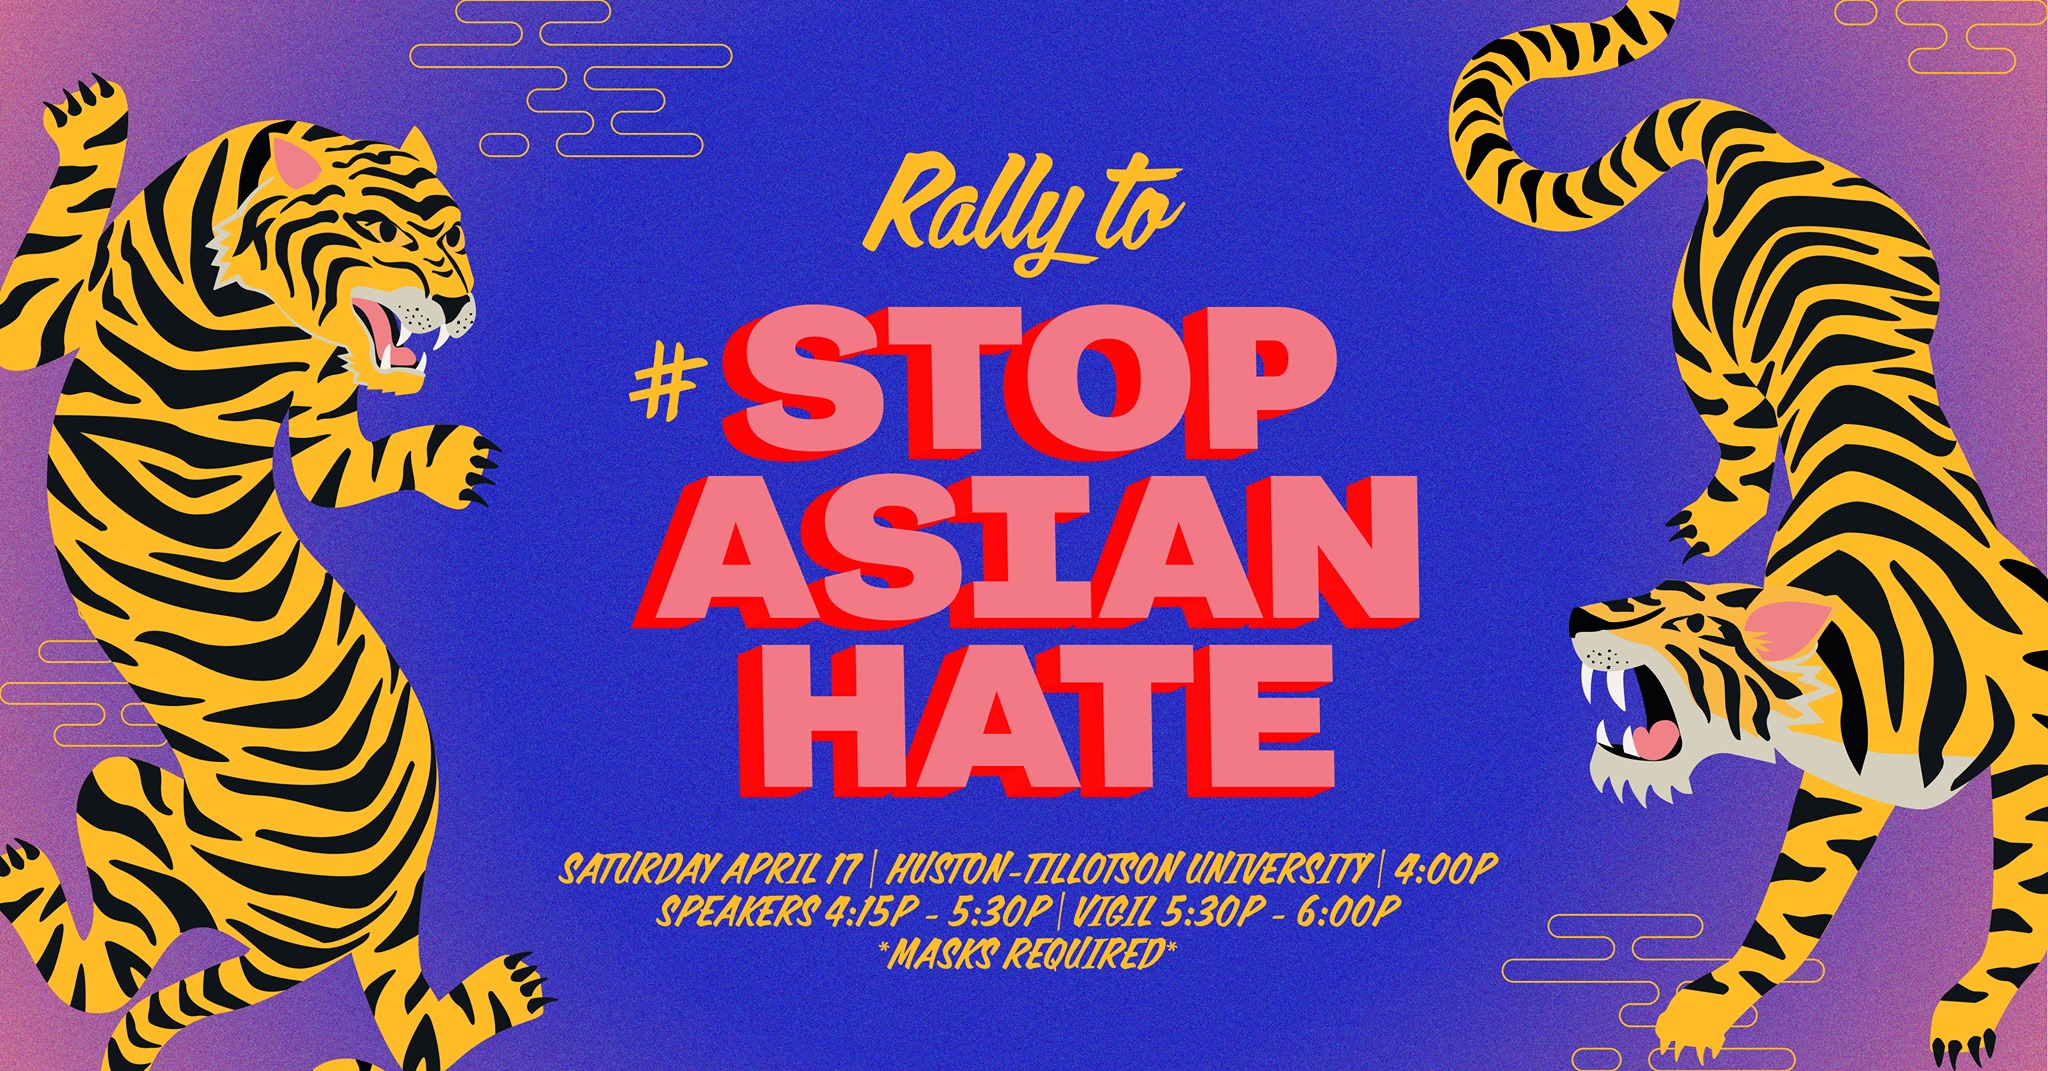 Rally to
#STOP
ASIAN
HATE
SATURDAY APRIL 17 | HUSTON-TILLOTSON UNIVERSITY | 4:00P
SPEAKERS 4:15P - 5:30P | VIGIL 5:30P - 6:00P
*MASKS REQUIRED*